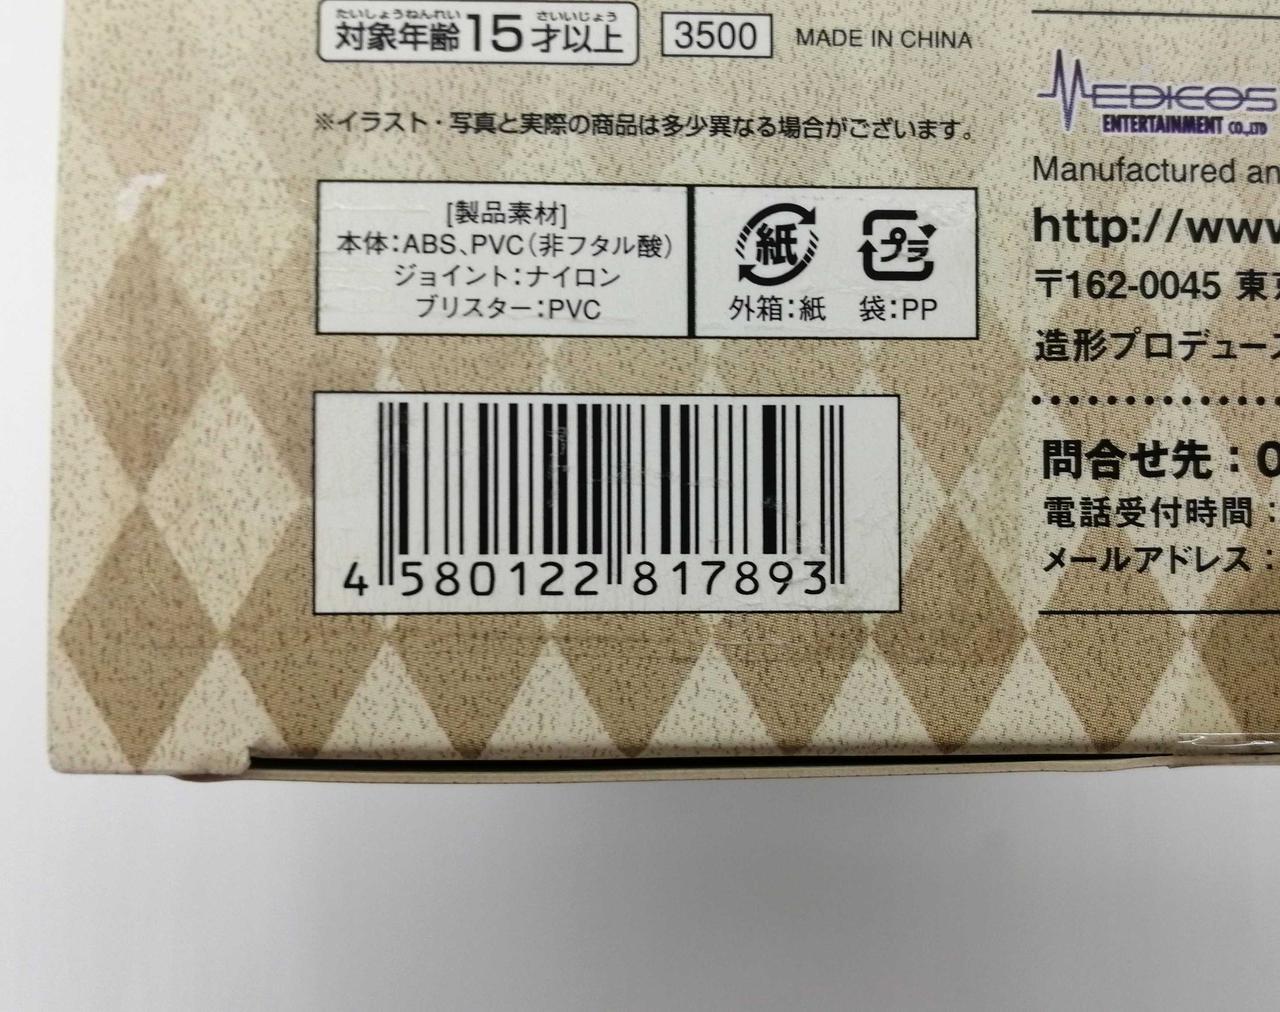 たいしょうねんれい さいいじょう
対象年齢15才以上
3500
MADE IN CHINA
※イラスト・写真と実際の商品は多少異なる場合がございます。
[製品素材]
本体：ABS、PVC（非フタル酸）
ジョイント：ナイロン
ブリスター：PVC
紙
プラ
外箱：紙
袋：PP
4 580122 817893
MEDICOS
ENTERTAINMENT CO.,LTD
Manufactured an
http://www
〒162-0045 東京
造形プロデュース
問合せ先：0
電話受付時間：
メールアドレス：